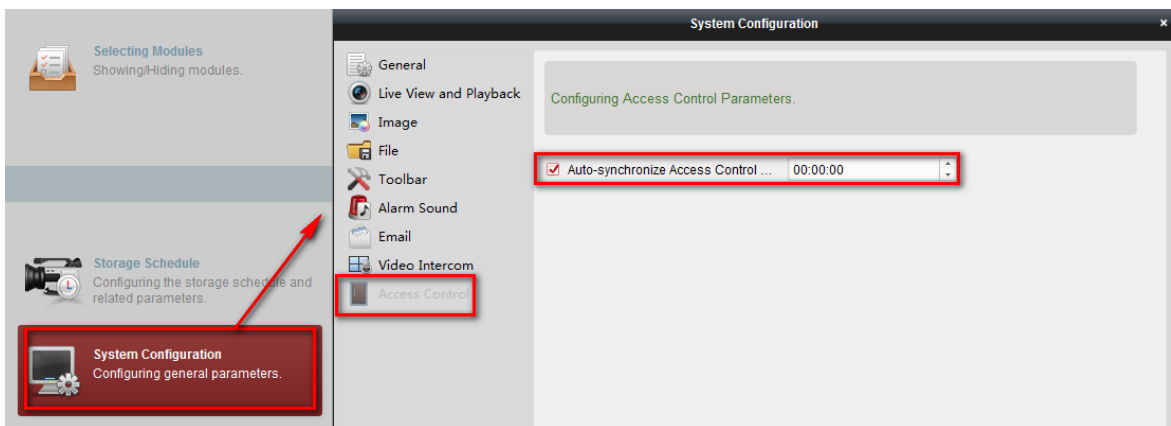 Selecting Modules
Showing/Hiding modules.
Storage Schedule
Configuring the storage schedule and
related parameters.
System Configuration
Configuring general parameters.
System Configuration
×
General
Live View and Playback
Image
File
Toolbar
Alarm Sound
Email
Video Intercom
Access Control
Configuring Access Control Parameters.
Auto-synchronize Access Control ... 00:00:00